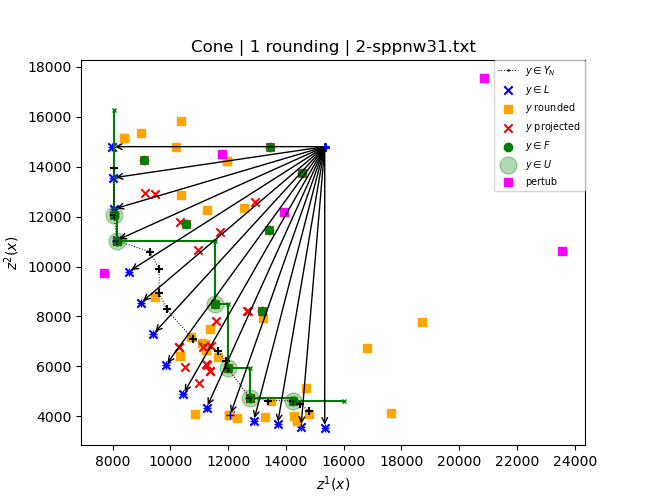 Cone | 1 rounding | 2-sppnw31.txt
18000
16000
14000
12000
10000
8000
6000
4000
z²(x)
8000 10000 12000 14000 16000 18000 20000 22000 24000
z¹(x)
y ∈ Y_N
y ∈ L
y rounded
y projected
y ∈ F
y ∈ U
pertub